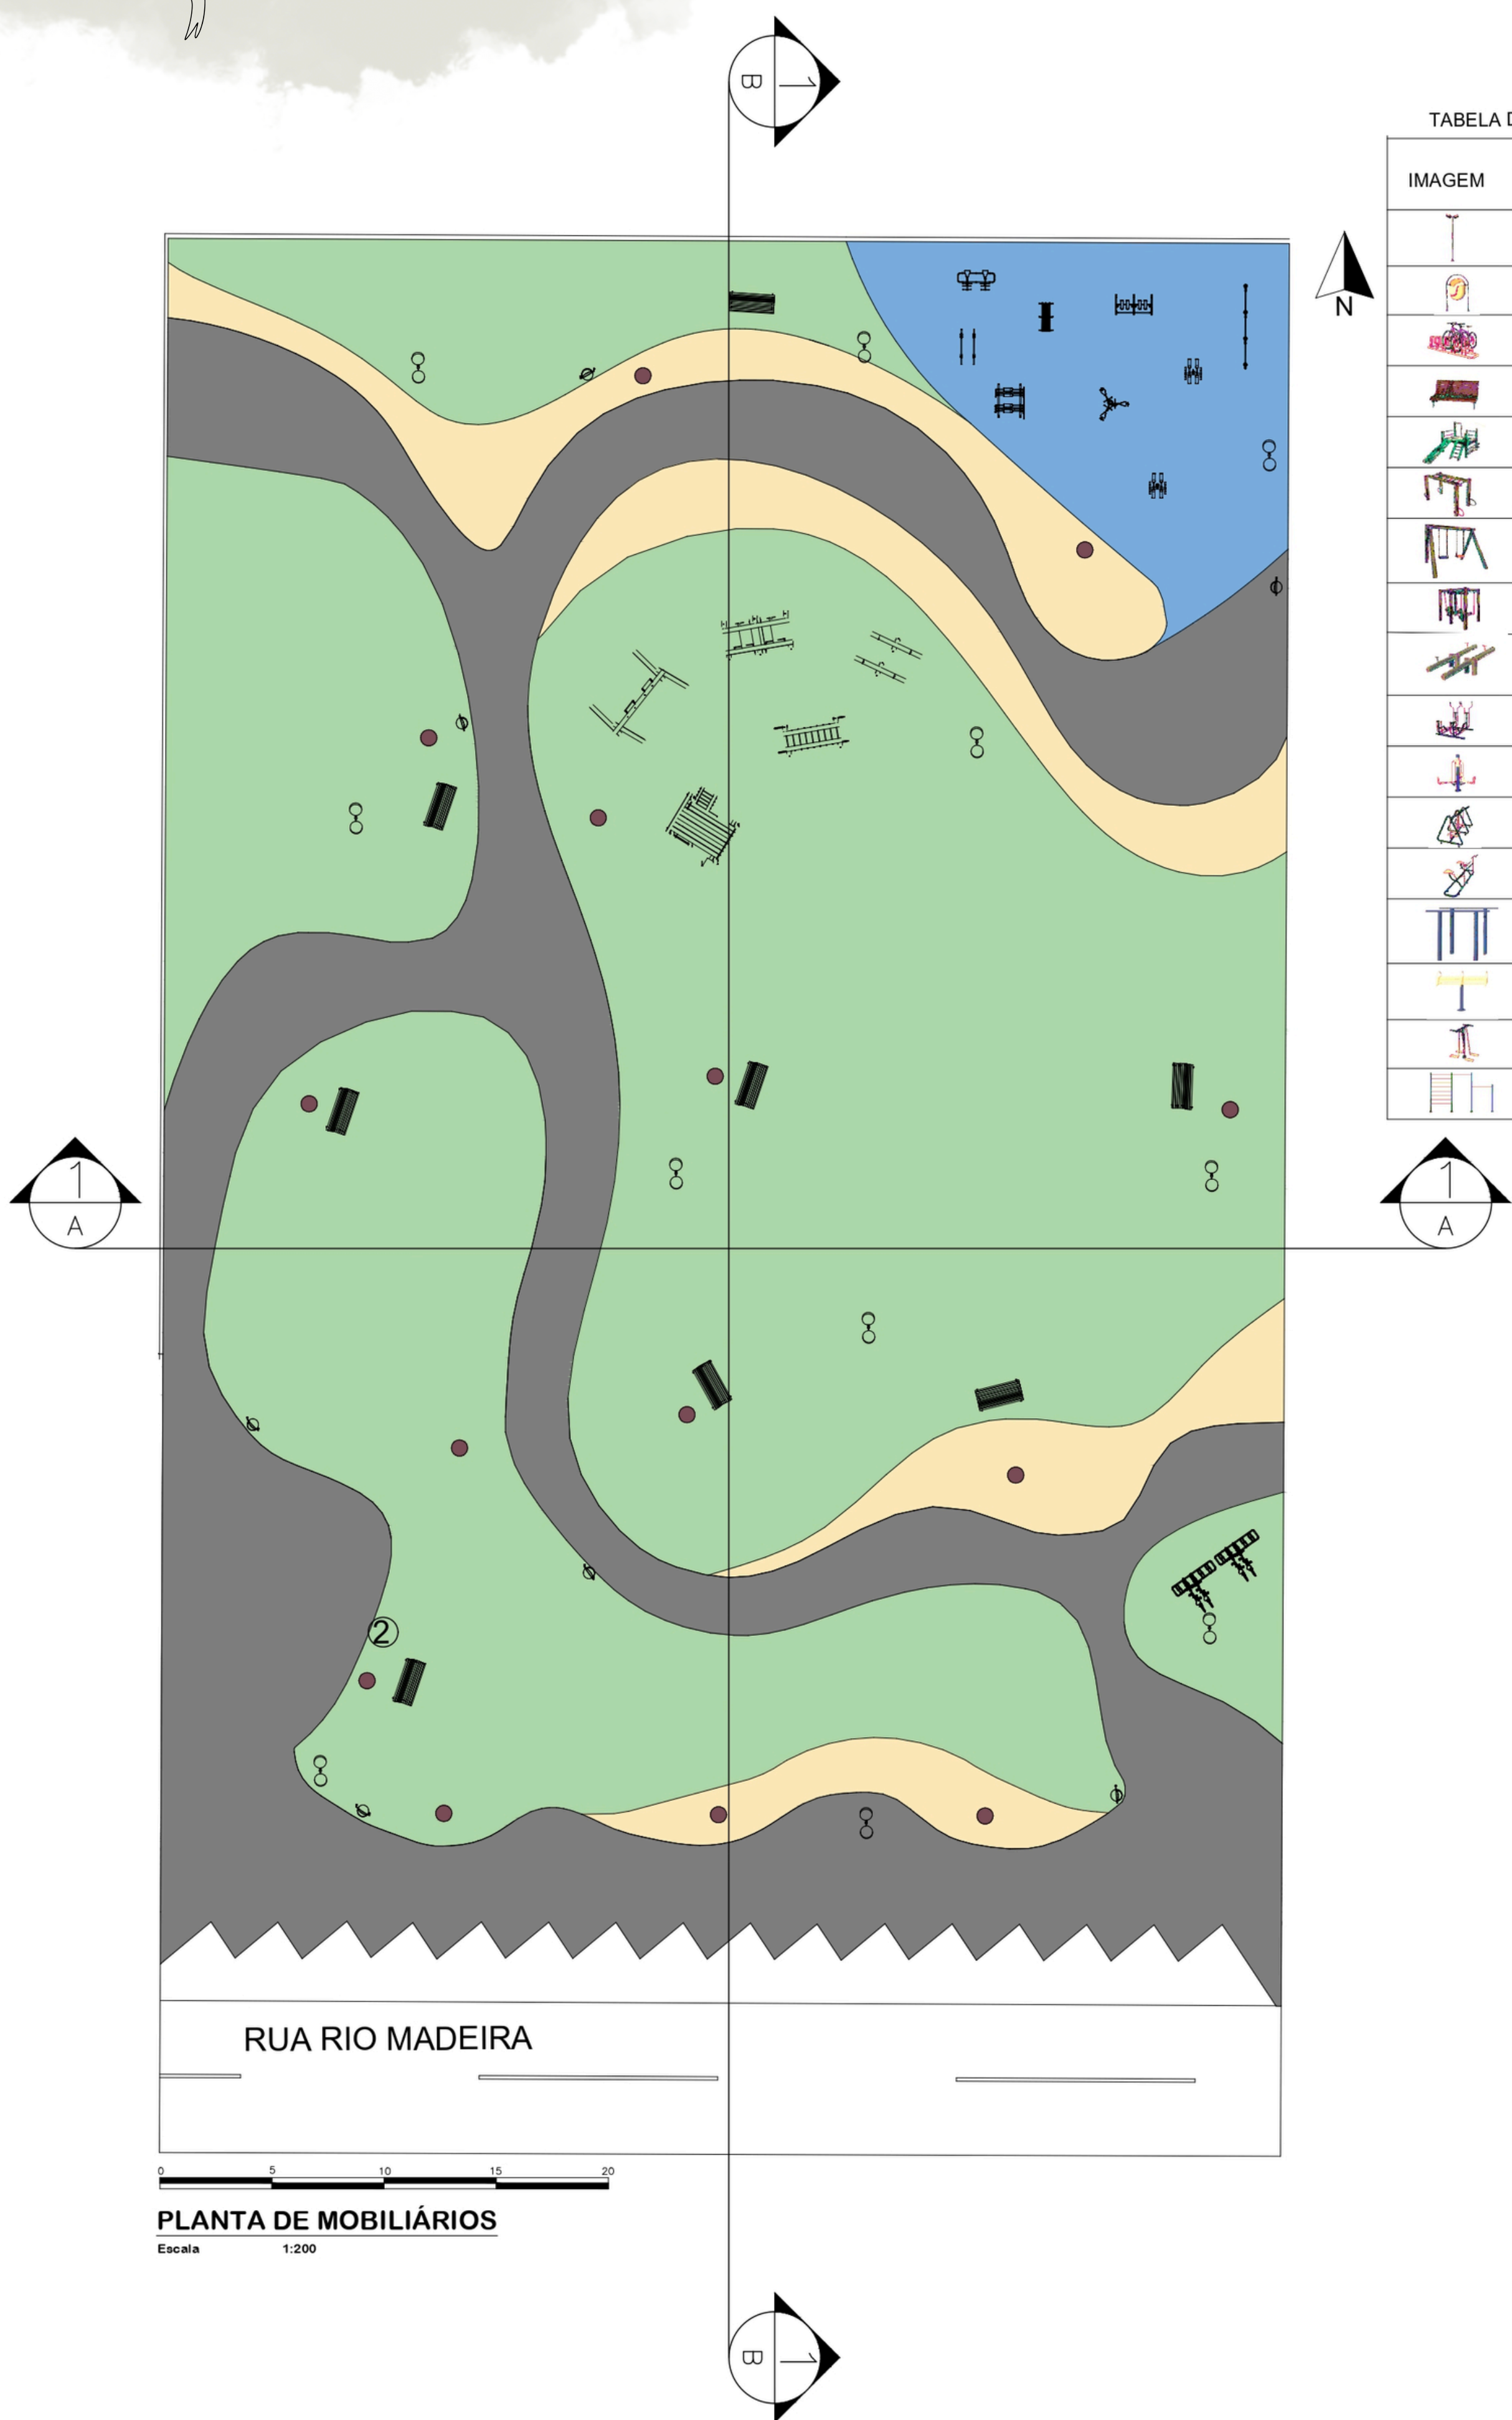 B 1
TABELA D
IMAGEM
N
1
A
1
A
2
RUA RIO MADEIRA
0 5 10 15 20
PLANTA DE MOBILIÁRIOS
Escala 1:200
B 1